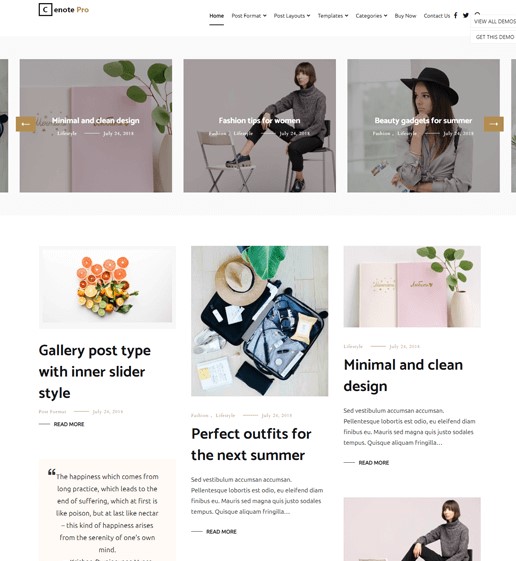 Cenote Pro
Home Post Format Post Layouts Templates Categories Buy Now Contact Us
VIEW ALL DEMOS
GET THIS DEMO
Minimal and clean design
Lifestyle July 26, 2018
Fashion tips for women
Fashion , Lifestyle July 26, 2018
Beauty gadgets for summer
Fashion , Lifestyle July 26, 2018
Gallery post type
with inner slider
style
Post Format July 26, 2018
READ MORE
“ The happiness which comes from
long practice, which leads to the
end of suffering, which at first is
like poison, but at last like nectar
– this kind of happiness arises
from the serenity of one’s own
mind.
Fashion , Lifestyle July 26, 2018
Perfect outfits for
the next summer
Sed vestibulum accumsan accumsan.
Pellentesque lobortis est odio, eu eleifend diam
finibus eu. Mauris sed magna quis justo sodales
tempus. Quisque aliquam fringilla…
READ MORE
Lifestyle July 26, 2018
Minimal and clean
design
Sed vestibulum accumsan accumsan.
Pellentesque lobortis est odio, eu eleifend diam
finibus eu. Mauris sed magna quis justo sodales
tempus. Quisque aliquam fringilla…
READ MORE